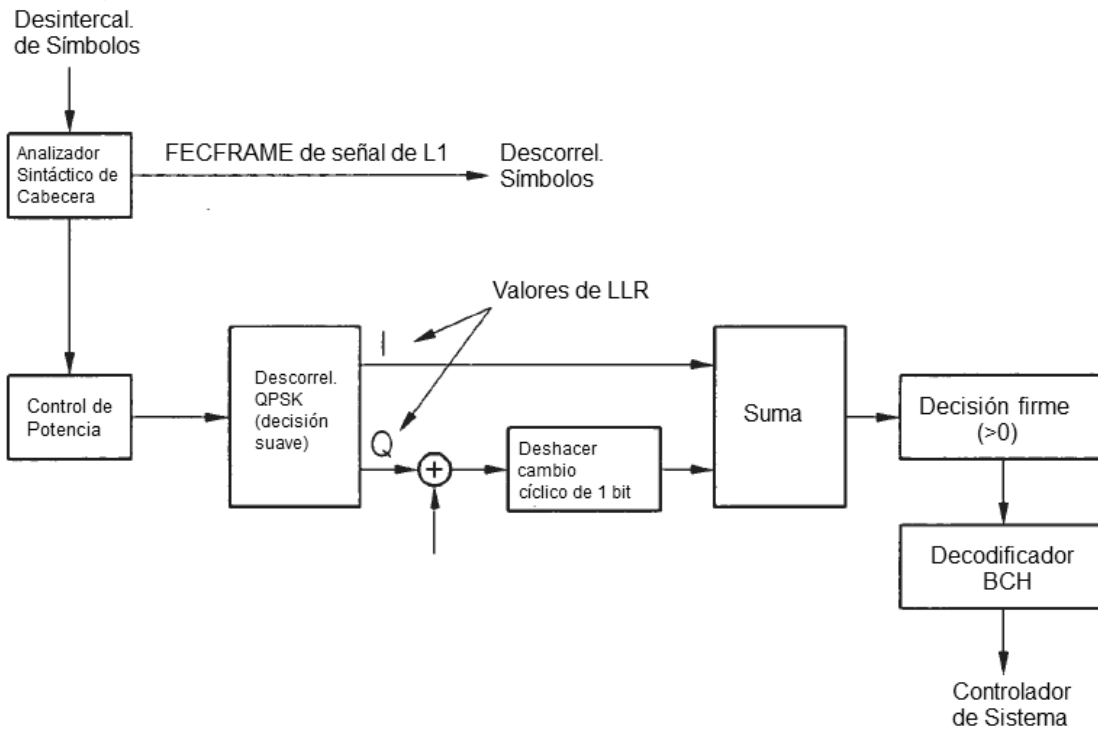 Desintercal.
de Símbolos
Analizador
Sintáctico de
Cabecera
FECFRAME de señal de L1
Descorrel.
Símbolos
Valores de LLR
I
Control de
Potencia
Descorrel.
QPSK
(decisión
suave)
Q
+
Deshacer
cambio
cíclico de 1 bit
Suma
Decisión firme
(>0)
Decodificador
BCH
Controlador
de Sistema